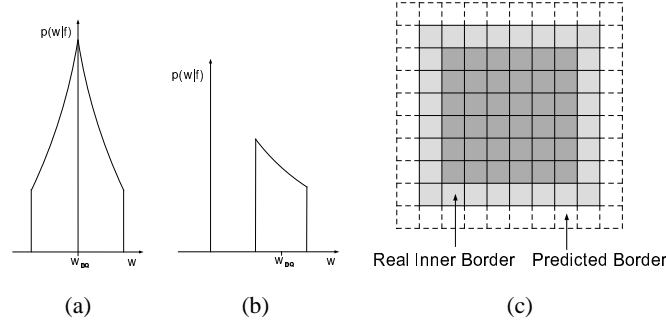 p(w|f)
p(w|f)
w_DQ
w
w_DQ
w
Real Inner Border
Predicted Border
(a)
(b)
(c)